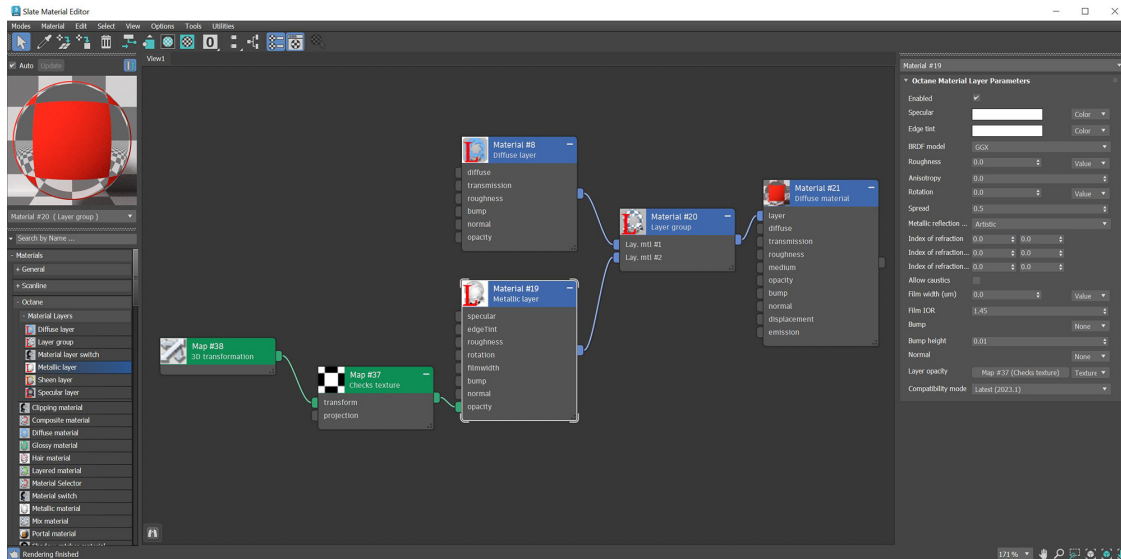 Slate Material Editor
Modes Material Edit Select View Options Tools Utilities
Auto Update
Material #20 ( Layer group )
Search by Name ...
- Materials
+ General
+ Scanline
- Octane
- Material Layers
Diffuse layer
Layer group
Material layer switch
Metallic layer
Sheen layer
Specular layer
Clipping material
Composite material
Diffuse material
Glossy material
Hair material
Layered material
Material Selector
Material switch
Metallic material
Mix material
Portal material
Rendering finished
View1
Map #38
3D transformation
Map #37
Checks texture
transform
projection
Material #8
Diffuse layer
diffuse
transmission
roughness
bump
normal
opacity
Material #19
Metallic layer
specular
edgeTint
roughness
rotation
filmwidth
bump
normal
opacity
Material #20
Layer group
Lay. mtl #1
Lay. mtl #2
Material #21
Diffuse material
layer
diffuse
transmission
roughness
medium
opacity
bump
normal
displacement
emission
Material #19
Octane Material Layer Parameters
Enabled
Specular Color
Edge tint Color
BRDF model GGX
Roughness 0.0 Value
Anisotropy 0.0
Rotation 0.0 Value
Spread 0.5
Metallic reflection ... Artistic
Index of refraction 0.0 0.0
Index of refraction... 0.0 0.0
Index of refraction... 0.0 0.0
Allow caustics
Film width (um) 0.0 Value
Film IOR 1.45
Bump None
Bump height 0.01
Normal None
Layer opacity Map #37 (Checks texture) Texture
Compatibility mode Latest (2023.1)
171%